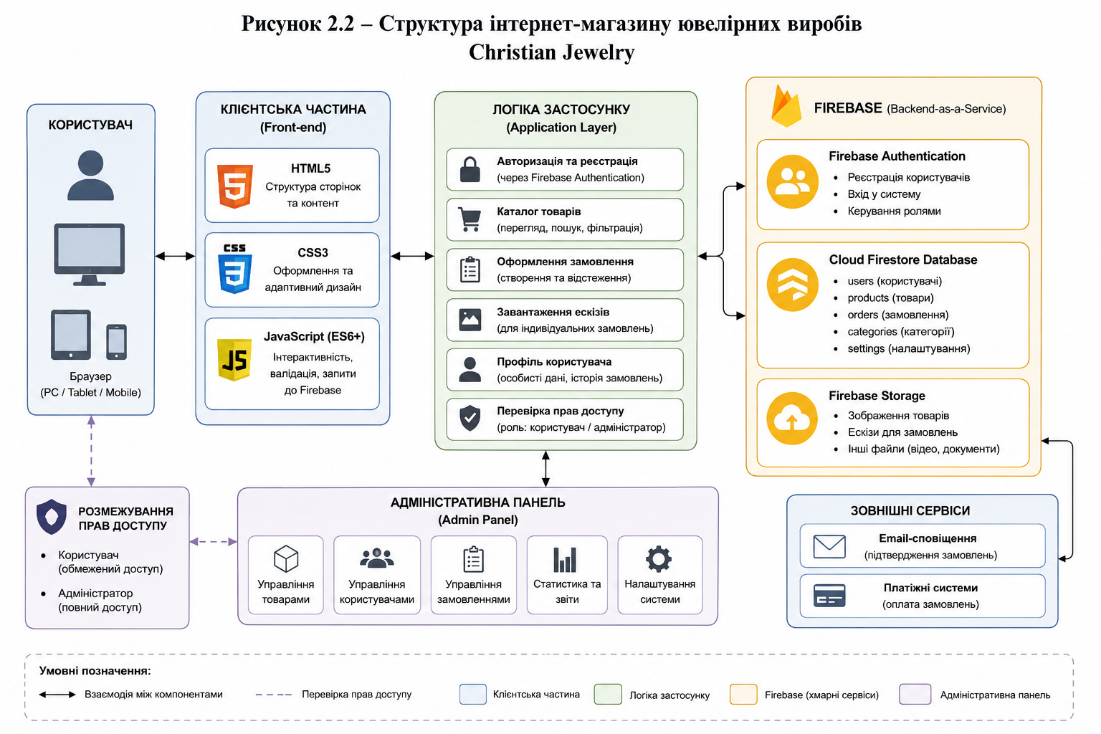 Рисунок 2.2 – Структура інтернет-магазину ювелірних виробів
Christian Jewelry
КОРИСТУВАЧ
Браузер
(PC / Tablet / Mobile)
КЛІЄНТСЬКА ЧАСТИНА
(Front-end)
HTML5
Структура сторінок
та контент
CSS
CSS3
Оформлення та
адаптивний дизайн
JS
JavaScript (ES6+)
Інтерактивність,
валідація, запити
до Firebase
ЛОГІКА ЗАСТОСУНКУ
(Application Layer)
Авторизація та реєстрація
(через Firebase Authentication)
Каталог товарів
(перегляд, пошук, фільтрація)
Оформлення замовлення
(створення та відстеження)
Завантаження ескізів
(для індивідуальних замовлень)
Профіль користувача
(особисті дані, історія замовлень)
Перевірка прав доступу
(роль: користувач / адміністратор)
FIREBASE (Backend-as-a-Service)
Firebase Authentication
• Реєстрація користувачів
• Вхід у систему
• Керування ролями
Cloud Firestore Database
• users (користувачі)
• products (товари)
• orders (замовлення)
• categories (категорії)
• settings (налаштування)
Firebase Storage
• Зображення товарів
• Ескізи для замовлень
• Інші файли (відео, документи)
РОЗМЕЖУВАННЯ
ПРАВ ДОСТУПУ
• Користувач
(обмежений доступ)
• Адміністратор
(повний доступ)
АДМІНІСТРАТИВНА ПАНЕЛЬ
(Admin Panel)
Управління
товарами
Управління
користувачами
Управління
замовленнями
Статистика та
звіти
Налаштування
системи
ЗОВНІШНІ СЕРВІСИ
Email-сповіщення
(підтвердження замовлень)
Платіжні системи
(оплата замовлень)
Умовні позначення:
Взаємодія між компонентами
Перевірка прав доступу
Клієнтська частина
Логіка застосунку
Firebase (хмарні сервіси)
Адміністративна панель